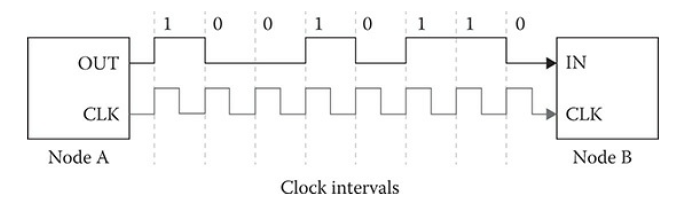 1 0 0 1 0 1 1 0
OUT IN
CLK CLK
Node A Node B
Clock intervals